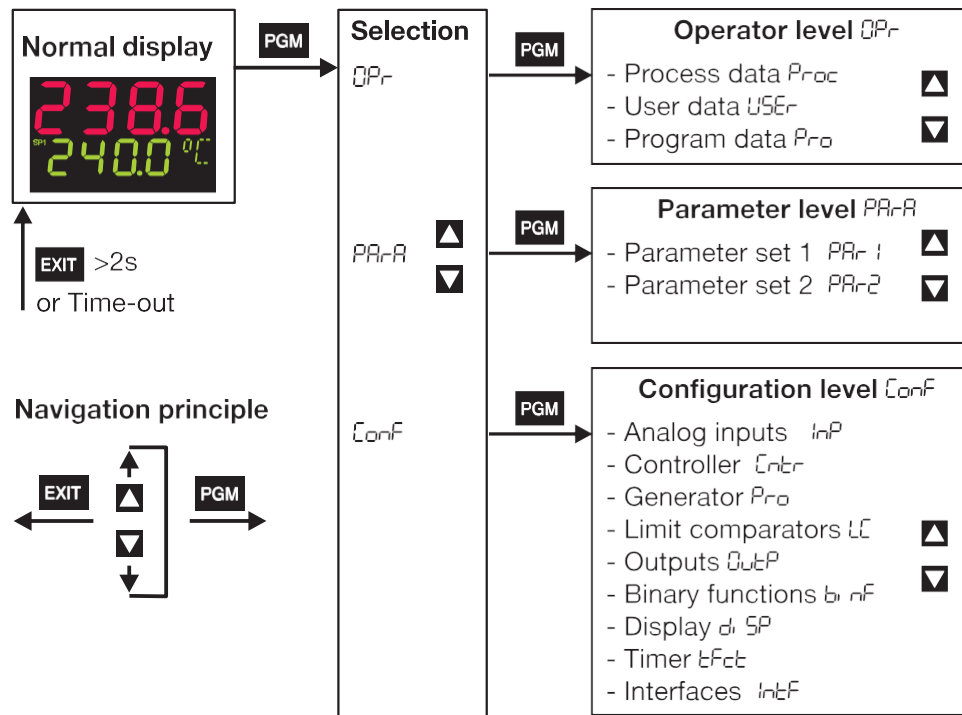 Normal display
238.6
SP1 240.0 °C
EXIT >2s
or Time-out
Navigation principle
EXIT
PGM
PGM
Selection
OPr
PArA
ConF
PGM
Operator level OPr
- Process data Proc
- User data USEr
- Program data Pro
PGM
Parameter level PArA
- Parameter set 1 PAr1
- Parameter set 2 PAr2
PGM
Configuration level ConF
- Analog inputs InP
- Controller Cntr
- Generator Pro
- Limit comparators LC
- Outputs OutP
- Binary functions binF
- Display diSP
- Timer tFct
- Interfaces IntF